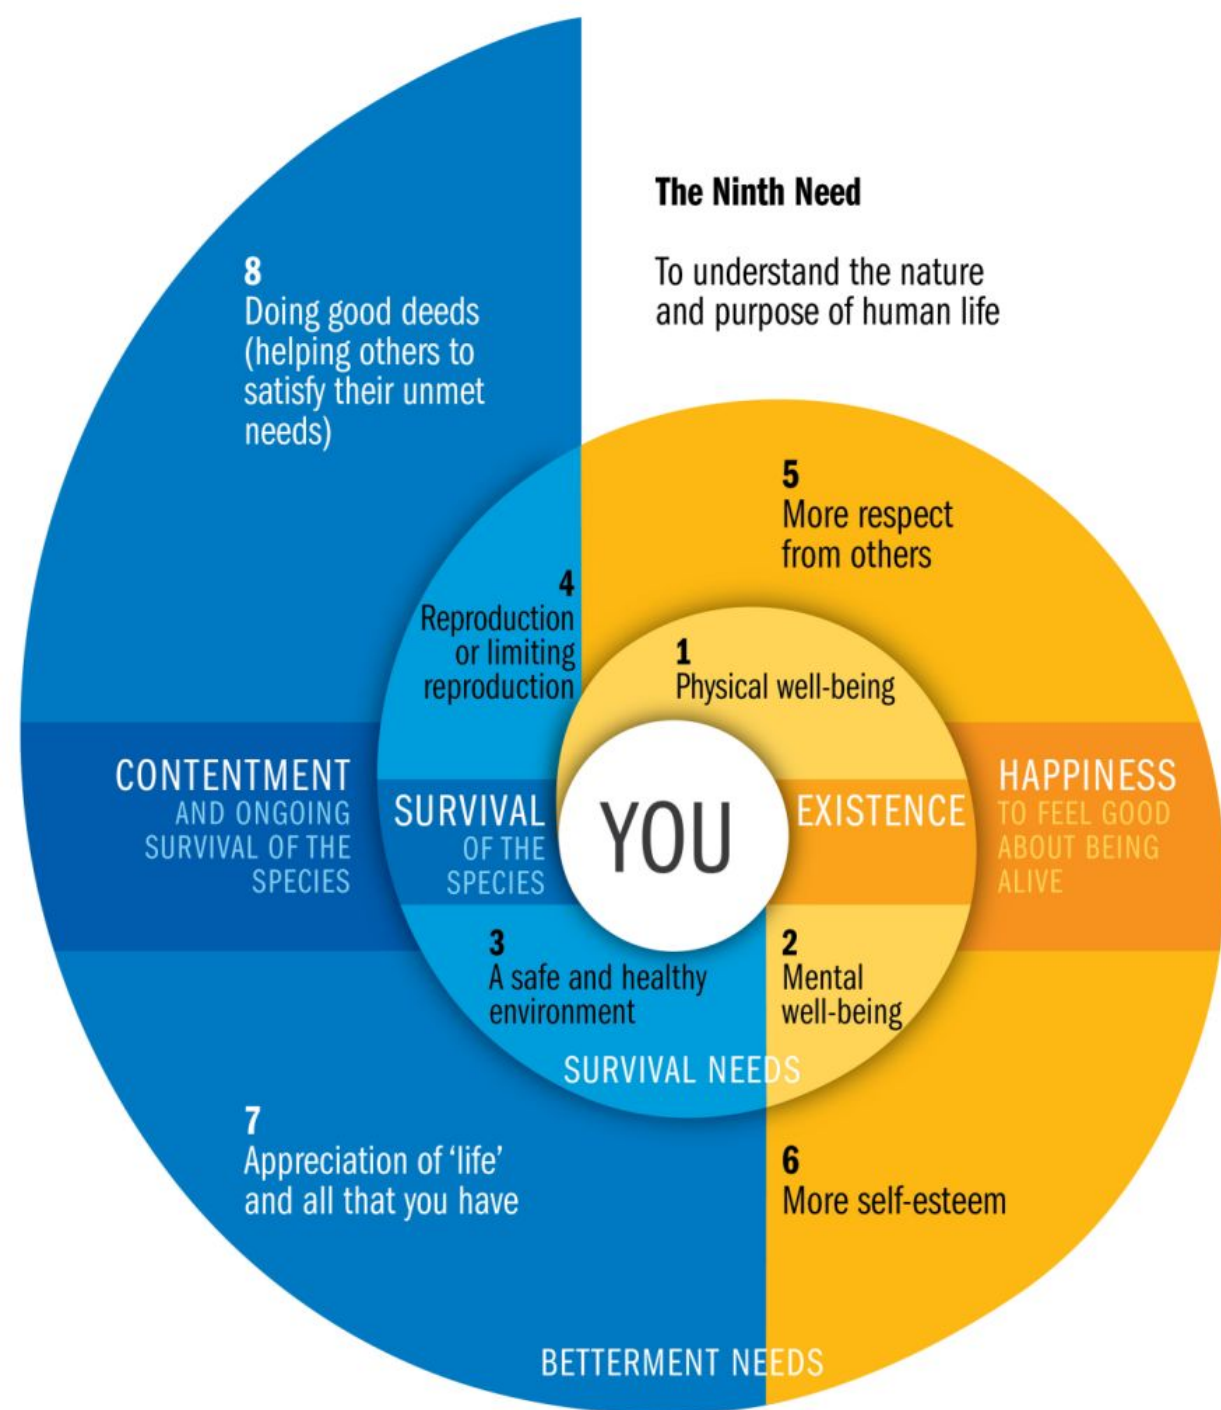 The Ninth Need
To understand the nature
and purpose of human life
8
Doing good deeds
(helping others to
satisfy their unmet
needs)
5
More respect
from others
4
Reproduction
or limiting
reproduction
1
Physical well-being
CONTENTMENT
AND ONGOING
SURVIVAL OF THE
SPECIES
SURVIVAL
OF THE
SPECIES
YOU
EXISTENCE
HAPPINESS
TO FEEL GOOD
ABOUT BEING
ALIVE
3
A safe and healthy
environment
2
Mental
well-being
SURVIVAL NEEDS
7
Appreciation of ‘life’
and all that you have
6
More self-esteem
BETTERMENT NEEDS